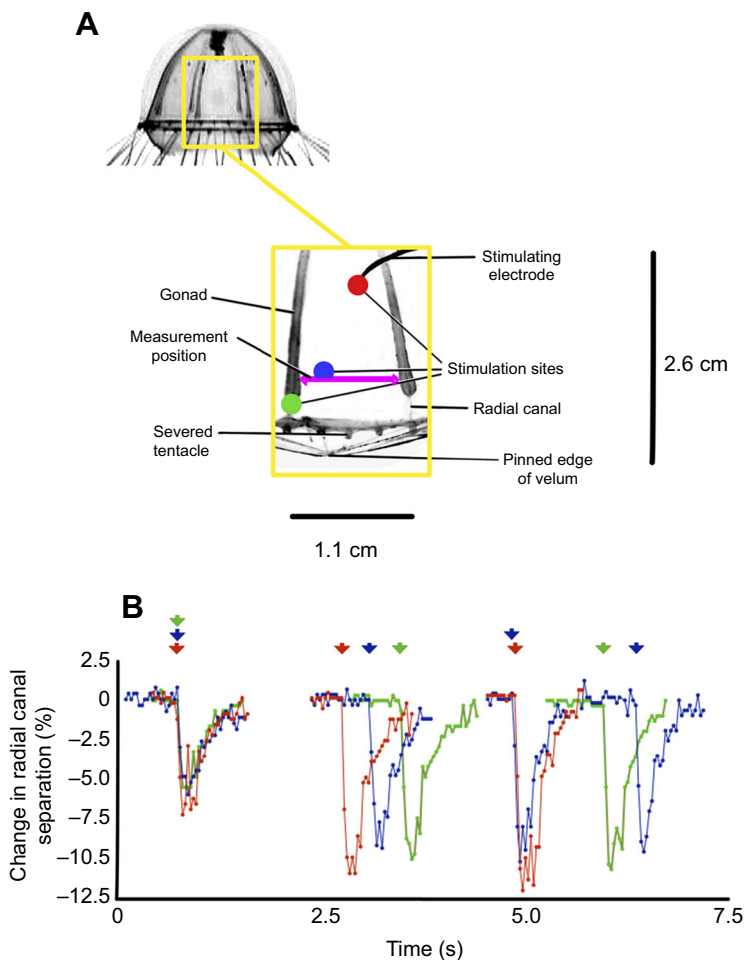 A
Stimulating
electrode
Gonad
Measurement
position
Stimulation sites
2.6 cm
Radial canal
Severed
tentacle
Pinned edge
of velum
1.1 cm
B
Change in radial canal
separation (%)
2.5
0
–2.5
–5.0
–7.5
–10.5
–12.5
0
2.5
5.0
7.5
Time (s)